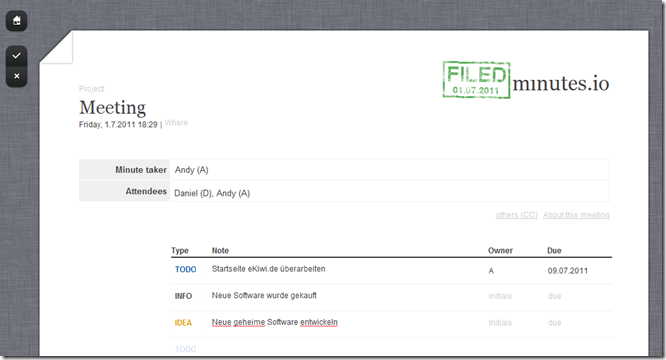 FILED
01.07.2011
minutes.io
Project
Meeting
Friday, 1.7.2011 18:29 | Where
Minute taker Andy (A)
Attendees Daniel (D), Andy (A)
others (CC) About this meeting
Type Note Owner Due
TODO Startseite eKiwi.de überarbeiten A 09.07.2011
INFO Neue Software wurde gekauft Initials due
IDEA Neue geheime Software entwickeln Initials due
TODO